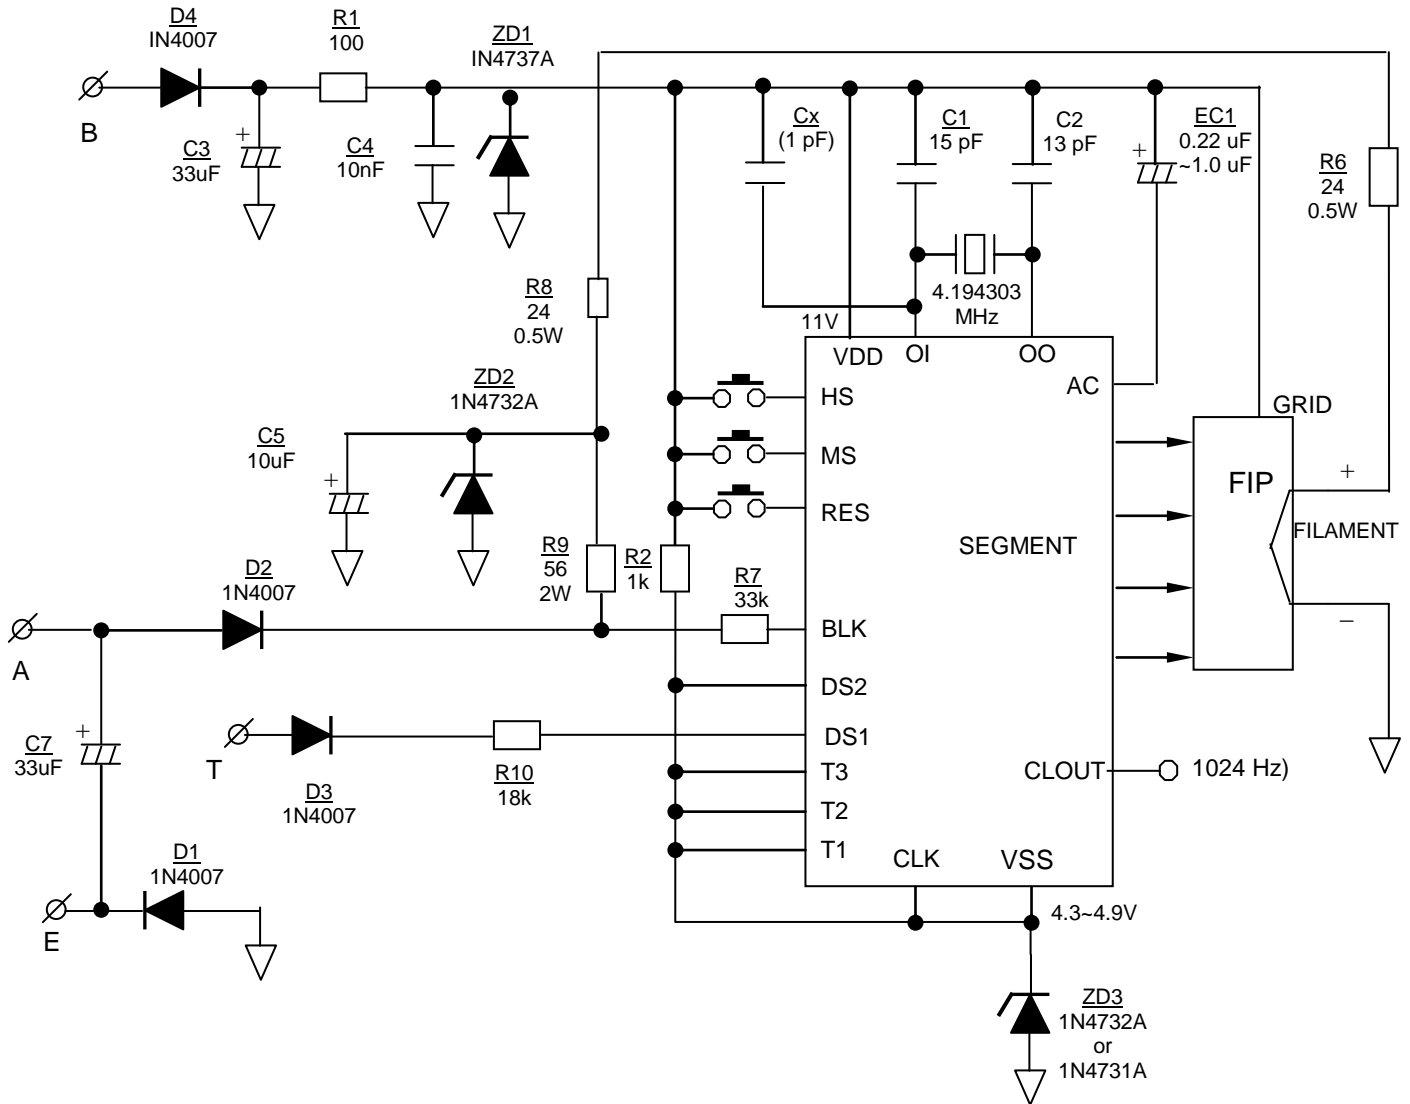 D4
IN4007
R1
100
ZD1
IN4737A
B
+
C3
33uF
C4
10nF
Cx
(1 pF)
C1
15 pF
C2
13 pF
EC1
0.22 uF
~1.0 uF
+
R6
24
0.5W
R8
24
0.5W
4.194303
MHz
11V
VDD
OI
OO
AC
ZD2
1N4732A
HS
GRID
C5
10uF
+
MS
FIP
+
RES
SEGMENT
FILAMENT
R9
56
2W
R2
1k
D2
1N4007
R7
33k
BLK
–
A
DS2
+
C7
33uF
T
DS1
D3
1N4007
R10
18k
T3
CLOUT
1024 Hz)
T2
T1
D1
1N4007
CLK
VSS
E
4.3~4.9V
ZD3
1N4732A
or
1N4731A